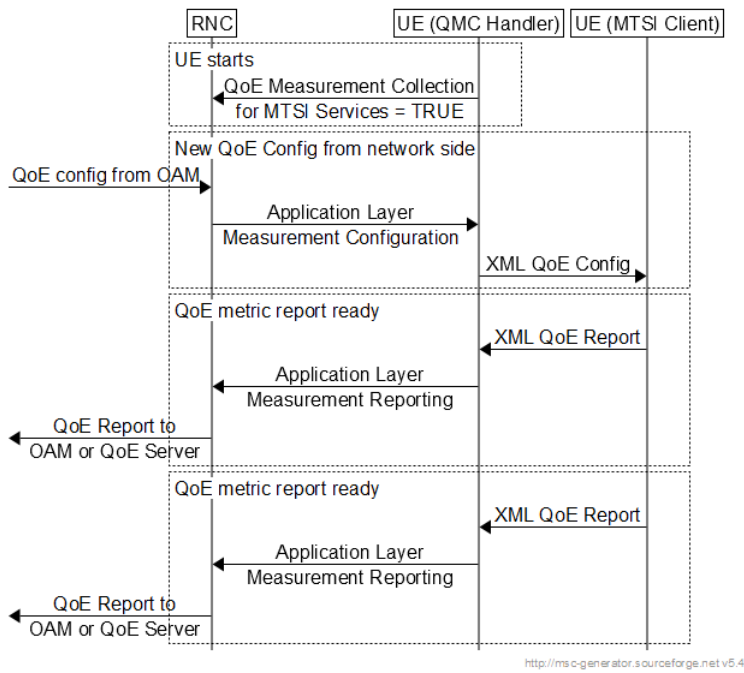 RNC
UE (QMC Handler)
UE (MTSI Client)
UE starts
QoE Measurement Collection
for MTSI Services = TRUE
New QoE Config from network side
QoE config from OAM
Application Layer
Measurement Configuration
XML QoE Config
QoE metric report ready
XML QoE Report
Application Layer
Measurement Reporting
QoE Report to
OAM or QoE Server
QoE metric report ready
XML QoE Report
Application Layer
Measurement Reporting
QoE Report to
OAM or QoE Server
http://msc-generator.sourceforge.net v5.4